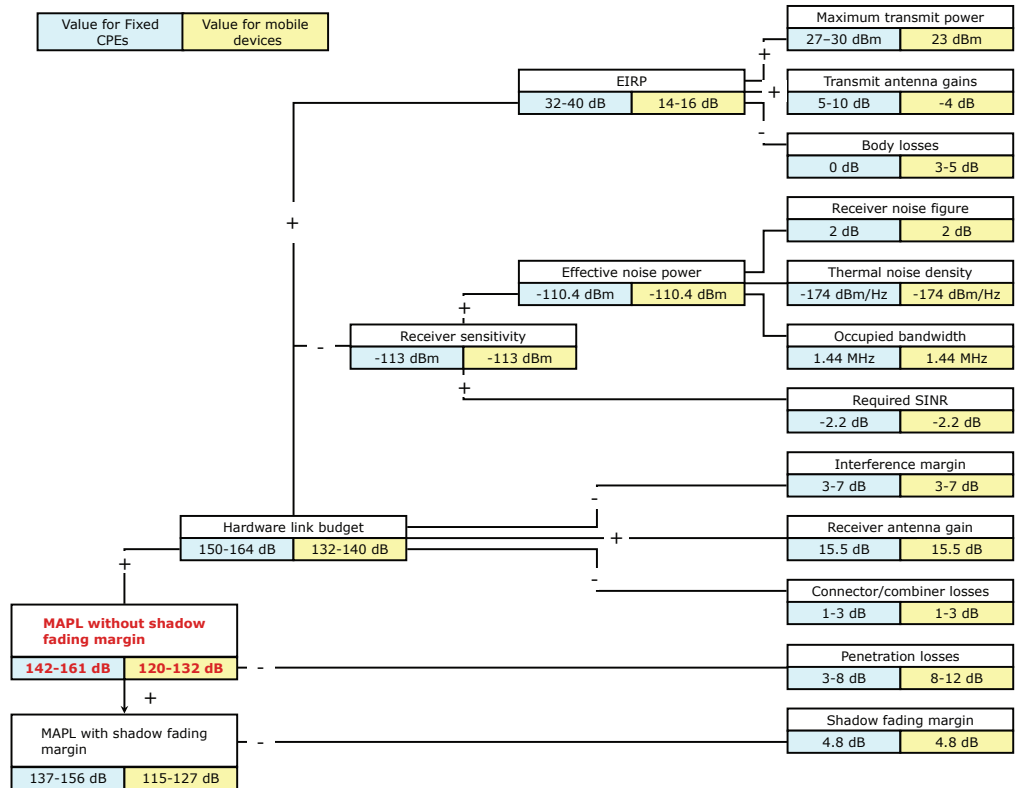 Value for Fixed
CPEs
Value for mobile
devices
Maximum transmit power
27–30 dBm
23 dBm
+
EIRP
32-40 dB
14-16 dB
+
Transmit antenna gains
5-10 dB
-4 dB
-
Body losses
0 dB
3-5 dB
Receiver noise figure
2 dB
2 dB
+
Effective noise power
-110.4 dBm
-110.4 dBm
Thermal noise density
-174 dBm/Hz
-174 dBm/Hz
+
Receiver sensitivity
-113 dBm
-113 dBm
-
Occupied bandwidth
1.44 MHz
1.44 MHz
+
Required SINR
-2.2 dB
-2.2 dB
Interference margin
3-7 dB
3-7 dB
-
Hardware link budget
150-164 dB
132-140 dB
+
Receiver antenna gain
15.5 dB
15.5 dB
+
-
Connector/combiner losses
1-3 dB
1-3 dB
MAPL without shadow
fading margin
142-161 dB
120-132 dB
-
Penetration losses
3-8 dB
8-12 dB
+
MAPL with shadow fading
margin
137-156 dB
115-127 dB
-
Shadow fading margin
4.8 dB
4.8 dB